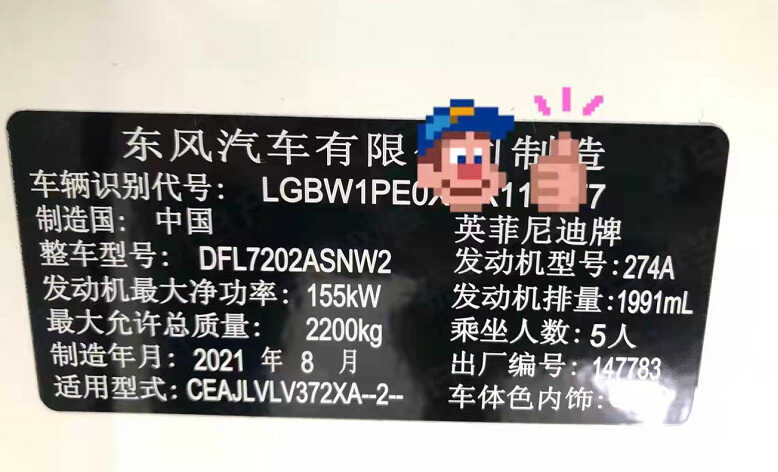 东风汽车有限 制造
车辆识别代号: LGBW1PE0 7
制造国: 中国 英菲尼迪牌
整车型号: DFL7202ASNW2 发动机型号:274A
发动机最大净功率: 155kW 发动机排量:1991mL
最大允许总质量: 2200kg 乘坐人数:5人
制造年月: 2021 年 8 月 出厂编号: 147783
适用型式:CEAJLVLV372XA--2-- 车体色内饰: